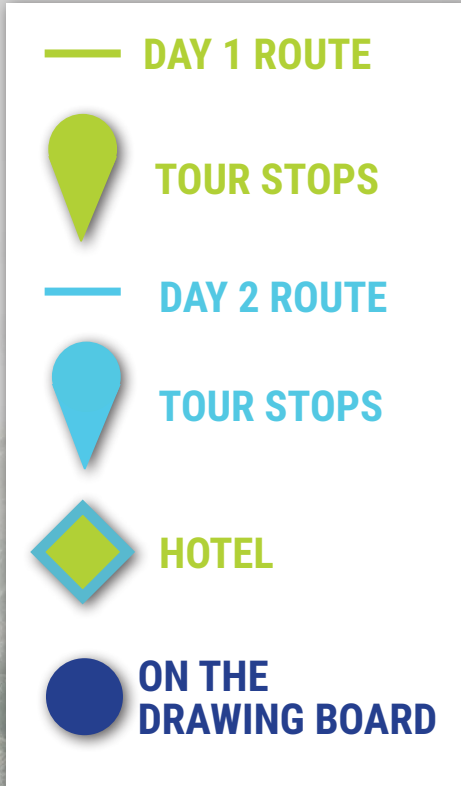 DAY 1 ROUTE
TOUR STOPS
DAY 2 ROUTE
TOUR STOPS
HOTEL
ON THE
DRAWING BOARD